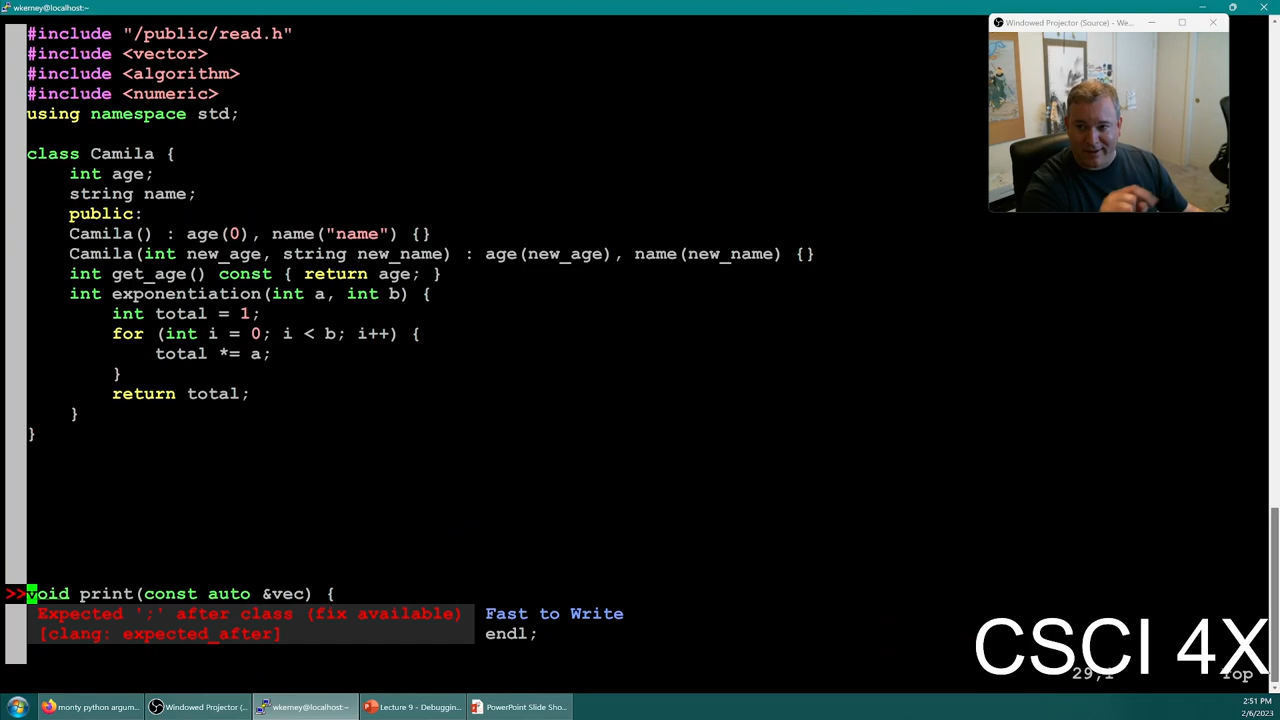 wkerney@localhost:~
#include "/public/read.h"
#include <vector>
#include <algorithm>
#include <numeric>
using namespace std;
class Camila {
int age;
string name;
public:
Camila() : age(0), name("name") {}
Camila(int new_age, string new_name) : age(new_age), name(new_name) {}
int get_age() const { return age; }
int exponentiation(int a, int b) {
int total = 1;
for (int i = 0; i < b; i++) {
total *= a;
}
return total;
}
}
>>void print(const auto &vec) {
Expected ';' after class (fix available) Fast to Write
[clang: expected_after] endl;
Windowed Projector (Source) - We...
CSCI 4X
29,1 Top
monty python argum...
Windowed Projector (...
wkerney@localhost:~
Lecture 9 - Debuggin...
PowerPoint Slide Sho...
2:51 PM
2/6/2023